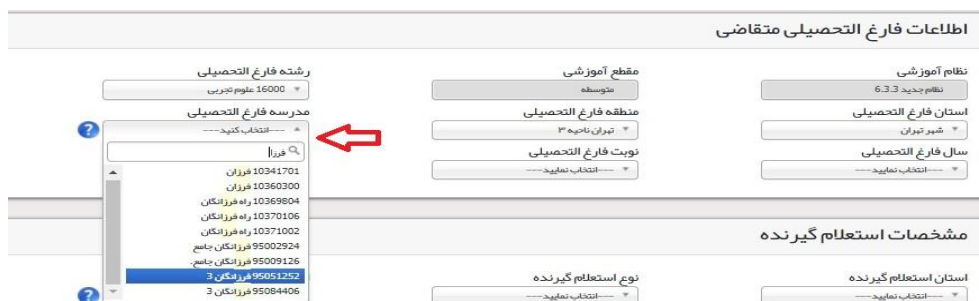 اطلاعات فارغ التحصیلی متقاضی
نظام آموزشی
مقطع آموزشی
رشته فارغ التحصیلی
نظام جدید 6.3.3
متوسطه
16000 علوم تجربی
استان فارغ التحصیلی
منطقه فارغ التحصیلی
مدرسه فارغ التحصیلی
شهر تهران
تهران ناحیه ۳
---انتخاب کنید---
سال فارغ التحصیلی
نوبت فارغ التحصیلی
فرزا
---انتخاب نمایید---
---انتخاب نمایید---
10341701 فرزان
10360300 فرزان
10369804 راه فرزانگان
10370106 راه فرزانگان
10371002 راه فرزانگان
95002924 فرزانگان جامع
95009126 فرزانگان جامع.
95051252 فرزانگان 3
95084406 فرزانگان 3
مشخصات استعلام گیرنده
استان استعلام گیرنده
نوع استعلام گیرنده
---انتخاب نمایید---
---انتخاب نمایید---